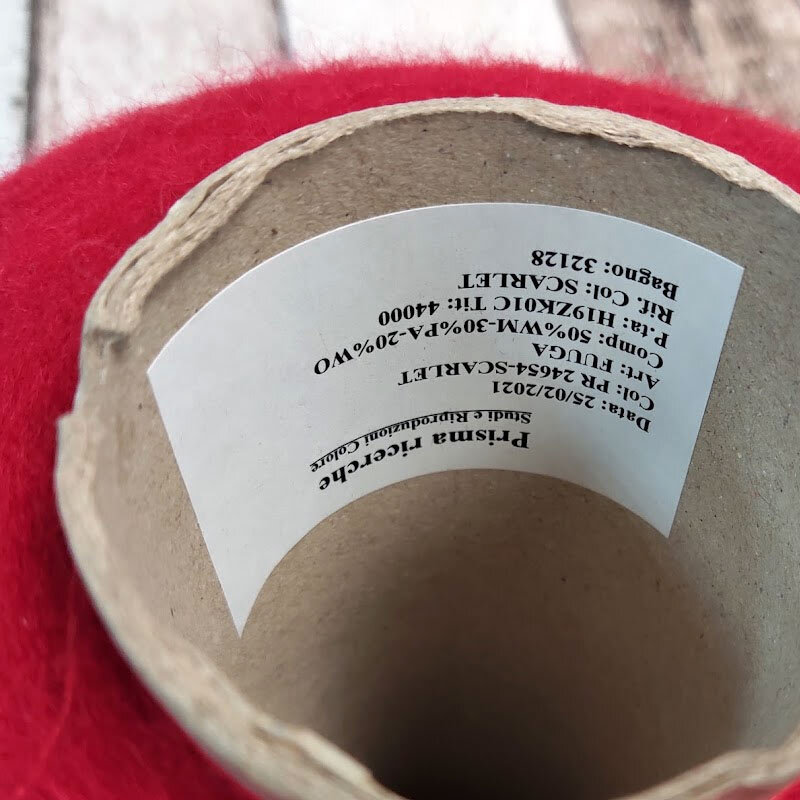 Prisma ricerche
Studi e Riproduzioni Colore
Data: 25/02/2021
Col: PR 24654-SCARLET
Art: FUUGA
Comp: 50%WM-30%PA-20%WO
P.ta: H19ZK01C Tit: 44000
Rif. Col: SCARLET
Bagno: 32128